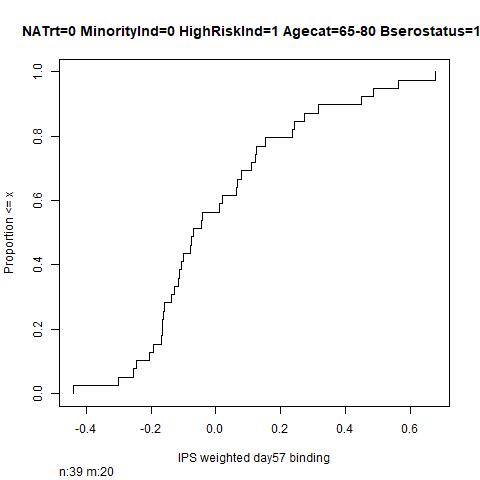 NATrt=0 MinorityInd=0 HighRiskInd=1 Agecat=65-80 Bserostatus=1
1.0
0.8
0.6
0.4
0.2
0.0
Proportion <= x
-0.4 -0.2 0.0 0.2 0.4 0.6
IPS weighted day57 binding
n:39 m:20